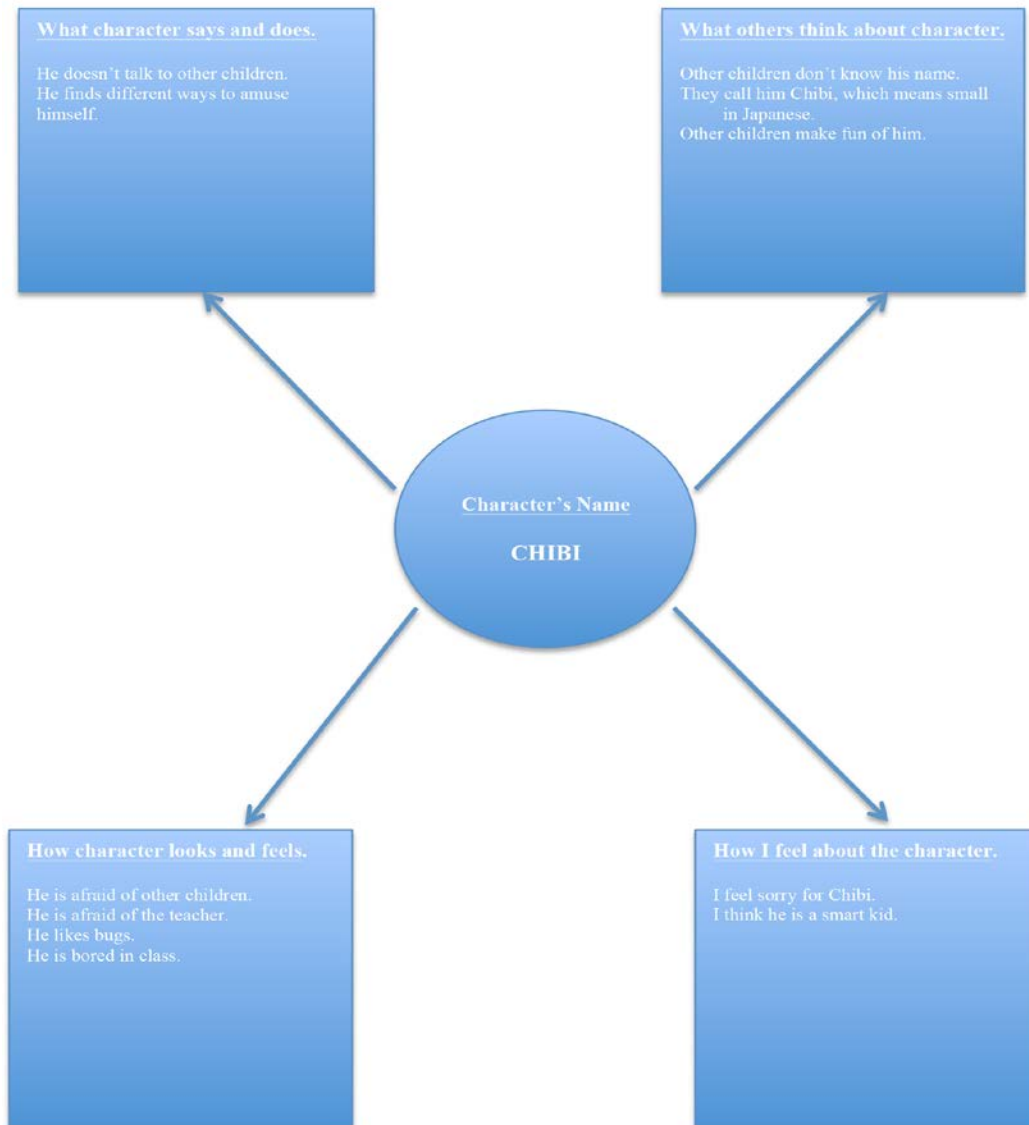 What character says and does.
He doesn’t talk to other children.
He finds different ways to amuse
himself.
What others think about character.
Other children don’t know his name.
They call him Chibi, which means small
in Japanese.
Other children make fun of him.
Character’s Name
CHIBI
How character looks and feels.
He is afraid of other children.
He is afraid of the teacher.
He likes bugs.
He is bored in class.
How I feel about the character.
I feel sorry for Chibi.
I think he is a smart kid.